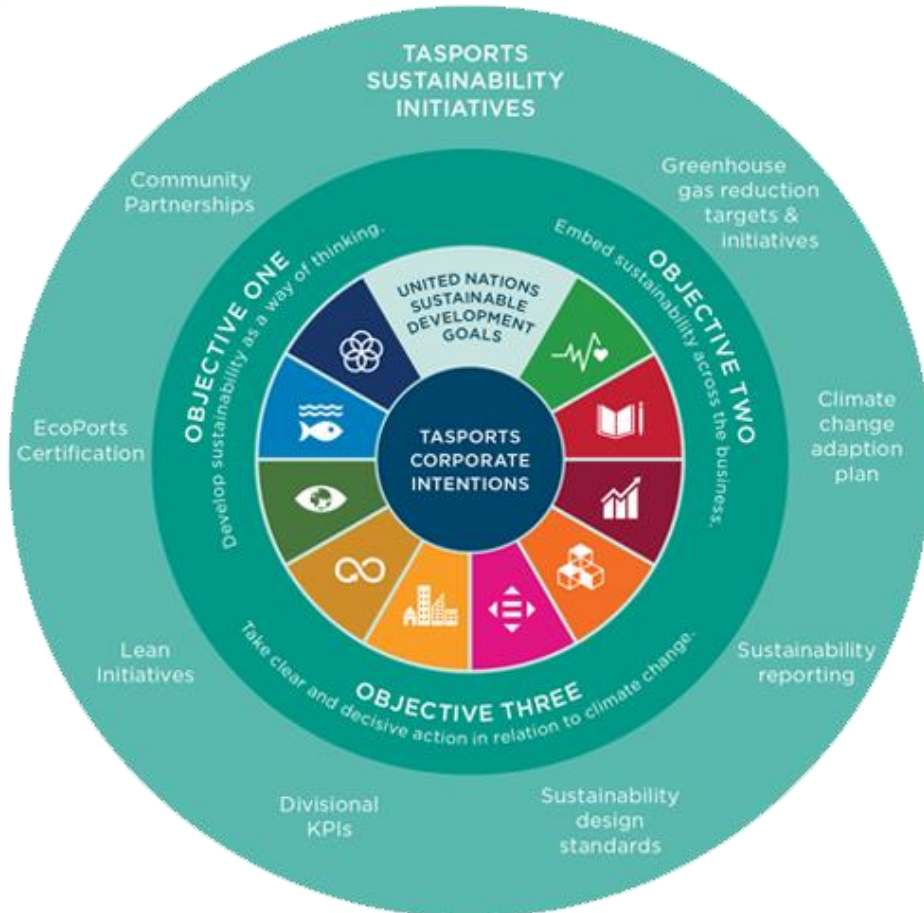 TASPORTS
SUSTAINABILITY
INITIATIVES
Community
Partnerships
Greenhouse
gas reduction
targets &
initiatives
OBJECTIVE ONE
Develop sustainability as a way of thinking.
OBJECTIVE TWO
Embed sustainability across the business.
UNITED NATIONS
SUSTAINABLE
DEVELOPMENT
GOALS
TASPORTS
CORPORATE
INTENTIONS
EcoPorts
Certification
Climate
change
adaption
plan
OBJECTIVE THREE
Take clear and decisive action in relation to climate change.
Lean
Initiatives
Sustainability
reporting
Divisional
KPIs
Sustainability
design
standards